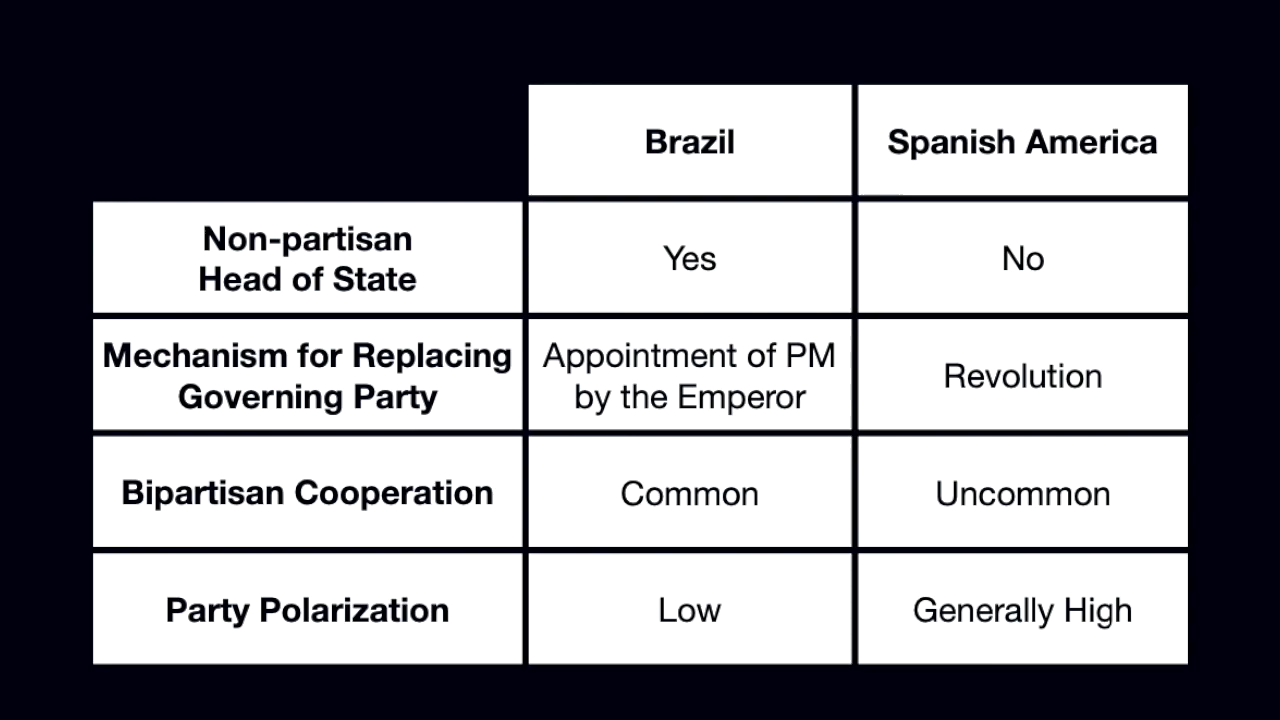 Brazil
Spanish America
Non-partisan
Head of State
Yes
No
Mechanism for Replacing
Governing Party
Appointment of PM
by the Emperor
Revolution
Bipartisan Cooperation
Common
Uncommon
Party Polarization
Low
Generally High